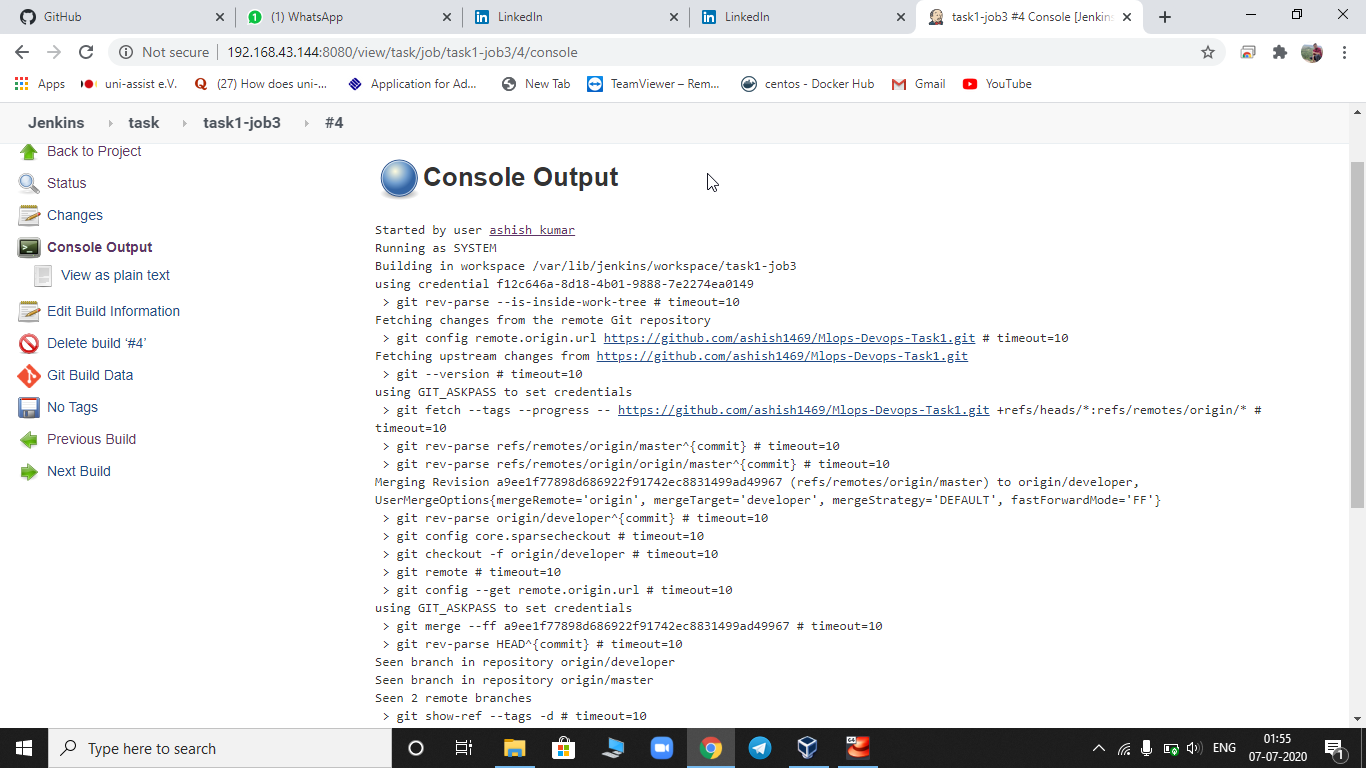 GitHub
(1) WhatsApp
LinkedIn
LinkedIn
task1-job3 #4 Console [Jenkins
Not secure 192.168.43.144:8080/view/task/job/task1-job3/4/console
Apps uni-assist e.V. (27) How does uni-... Application for Ad... New Tab TeamViewer – Rem... centos - Docker Hub Gmail YouTube
Jenkins task task1-job3 #4
Back to Project
Status
Changes
Console Output
View as plain text
Edit Build Information
Delete build ‘#4’
Git Build Data
No Tags
Previous Build
Next Build
Console Output
Started by user ashish kumar
Running as SYSTEM
Building in workspace /var/lib/jenkins/workspace/task1-job3
using credential f12c646a-8d18-4b01-9888-7e2274ea0149
> git rev-parse --is-inside-work-tree # timeout=10
Fetching changes from the remote Git repository
> git config remote.origin.url https://github.com/ashish1469/Mlops-Devops-Task1.git # timeout=10
Fetching upstream changes from https://github.com/ashish1469/Mlops-Devops-Task1.git
> git --version # timeout=10
using GIT_ASKPASS to set credentials
> git fetch --tags --progress -- https://github.com/ashish1469/Mlops-Devops-Task1.git +refs/heads/*:refs/remotes/origin/* #
timeout=10
> git rev-parse refs/remotes/origin/master^{commit} # timeout=10
> git rev-parse refs/remotes/origin/origin/master^{commit} # timeout=10
Merging Revision a9ee1f77898d686922f91742ec8831499ad49967 (refs/remotes/origin/master) to origin/developer,
UserMergeOptions{mergeRemote='origin', mergeTarget='developer', mergeStrategy='DEFAULT', fastForwardMode='FF'}
> git rev-parse origin/developer^{commit} # timeout=10
> git config core.sparsecheckout # timeout=10
> git checkout -f origin/developer # timeout=10
> git remote # timeout=10
> git config --get remote.origin.url # timeout=10
using GIT_ASKPASS to set credentials
> git merge --ff a9ee1f77898d686922f91742ec8831499ad49967 # timeout=10
> git rev-parse HEAD^{commit} # timeout=10
Seen branch in repository origin/developer
Seen branch in repository origin/master
Seen 2 remote branches
> git show-ref --tags -d # timeout=10
Type here to search
ENG
01:55
07-07-2020
1